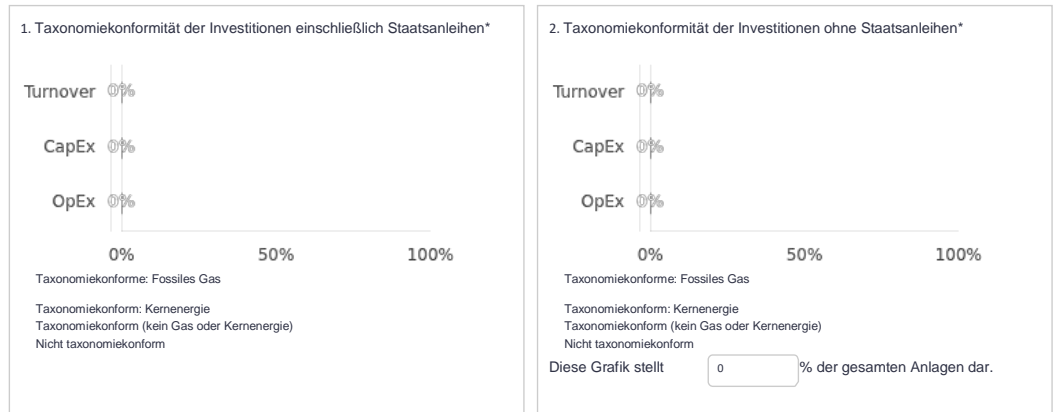 1. Taxonomiekonformität der Investitionen einschließlich Staatsanleihen*
Turnover 0%
CapEx 0%
OpEx 0%
0% 50% 100%
Taxonomiekonforme: Fossiles Gas
Taxonomiekonform: Kernenergie
Taxonomiekonform (kein Gas oder Kernenergie)
Nicht taxonomiekonform
2. Taxonomiekonformität der Investitionen ohne Staatsanleihen*
Turnover 0%
CapEx 0%
OpEx 0%
0% 50% 100%
Taxonomiekonforme: Fossiles Gas
Taxonomiekonform: Kernenergie
Taxonomiekonform (kein Gas oder Kernenergie)
Nicht taxonomiekonform
Diese Grafik stellt 0 % der gesamten Anlagen dar.